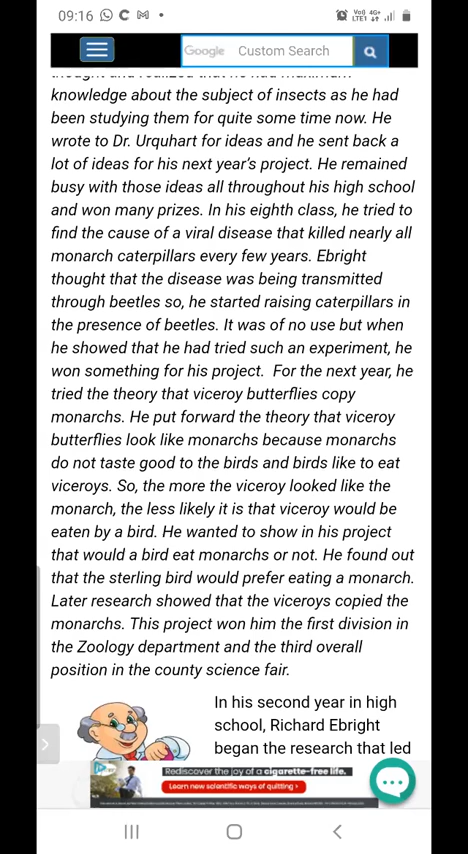 09:16
Vo)) 4G+
LTE1
Google Custom Search
thought and realized that he had maximum
knowledge about the subject of insects as he had
been studying them for quite some time now. He
wrote to Dr. Urquhart for ideas and he sent back a
lot of ideas for his next year's project. He remained
busy with those ideas all throughout his high school
and won many prizes. In his eighth class, he tried to
find the cause of a viral disease that killed nearly all
monarch caterpillars every few years. Ebright
thought that the disease was being transmitted
through beetles so, he started raising caterpillars in
the presence of beetles. It was of no use but when
he showed that he had tried such an experiment, he
won something for his project. For the next year, he
tried the theory that viceroy butterflies copy
monarchs. He put forward the theory that viceroy
butterflies look like monarchs because monarchs
do not taste good to the birds and birds like to eat
viceroys. So, the more the viceroy looked like the
monarch, the less likely it is that viceroy would be
eaten by a bird. He wanted to show in his project
that would a bird eat monarchs or not. He found out
that the sterling bird would prefer eating a monarch.
Later research showed that the viceroys copied the
monarchs. This project won him the first division in
the Zoology department and the third overall
position in the county science fair.
In his second year in high
school, Richard Ebright
began the research that led
Rediscover the joy of a cigarette-free life.
Learn new scientific ways of quitting >